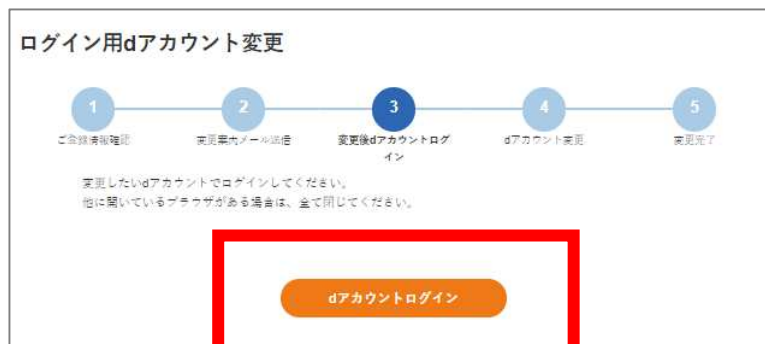 ログイン用dアカウント変更
1
2
3
4
5
ご登録情報確認
変更案内メール送信
変更後dアカウントログ
イン
dアカウント変更
変更完了
変更したいdアカウントでログインしてください。
他に開いているブラウザがある場合は、全て閉じてください。
dアカウントログイン